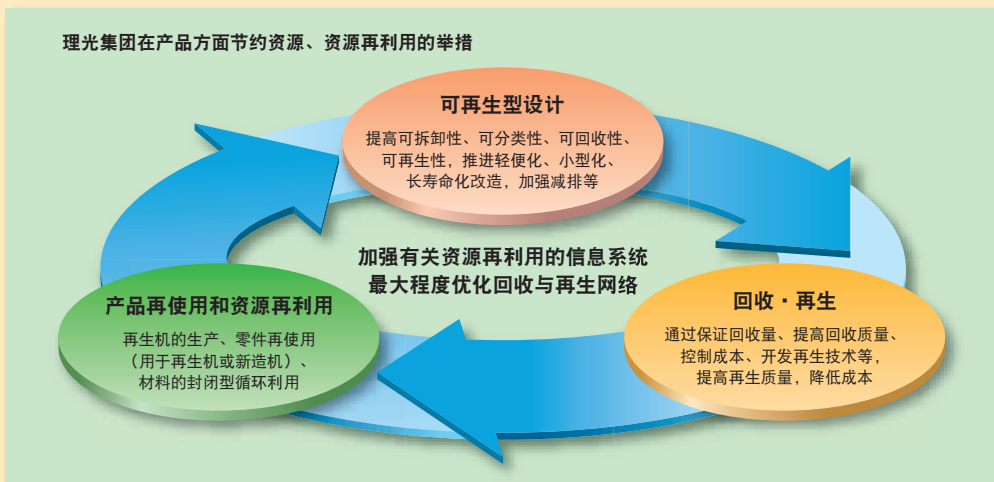 理光集团在产品方面节约资源、资源再利用的举措
可再生型设计
提高可拆卸性、可分类性、可回收性、
可再生性，推进轻便化、小型化、
长寿命化改造，加强减排等
加强有关资源再利用的信息系统
最大程度优化回收与再生网络
产品再使用和资源再利用
再生机的生产、零件再使用
（用于再生机或新造机）、
材料的封闭型循环利用
回收·再生
通过保证回收量、提高回收质量、
控制成本、开发再生技术等，
提高再生质量，降低成本